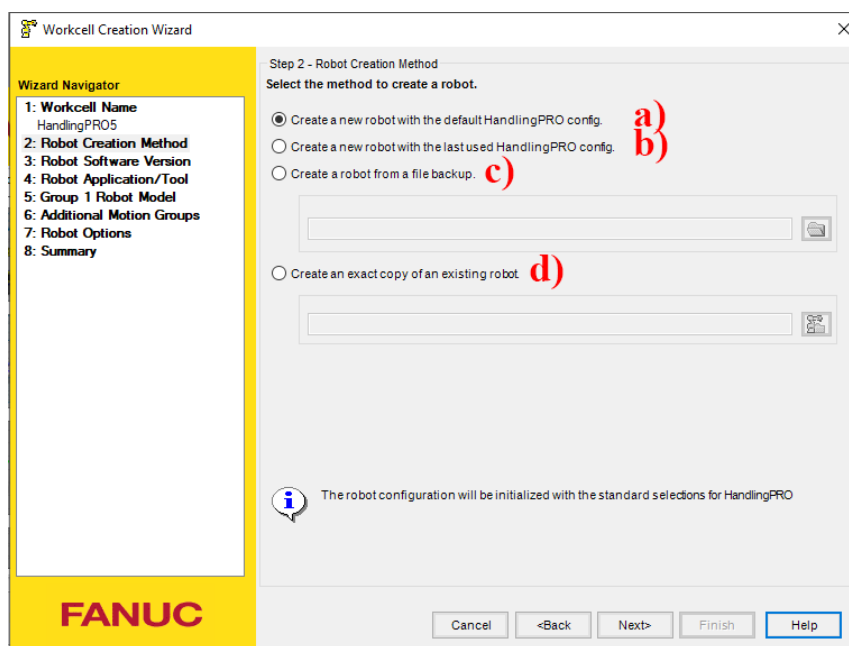 Workcell Creation Wizard
Wizard Navigator
1: Workcell Name
HandlingPRO5
2: Robot Creation Method
3: Robot Software Version
4: Robot Application/Tool
5: Group 1 Robot Model
6: Additional Motion Groups
7: Robot Options
8: Summary
FANUC
Step 2 - Robot Creation Method
Select the method to create a robot.
Create a new robot with the default HandlingPRO config. a)
Create a new robot with the last used HandlingPRO config. b)
Create a robot from a file backup. c)
Create an exact copy of an existing robot. d)
The robot configuration will be initialized with the standard selections for HandlingPRO
Cancel <Back Next> Finish Help